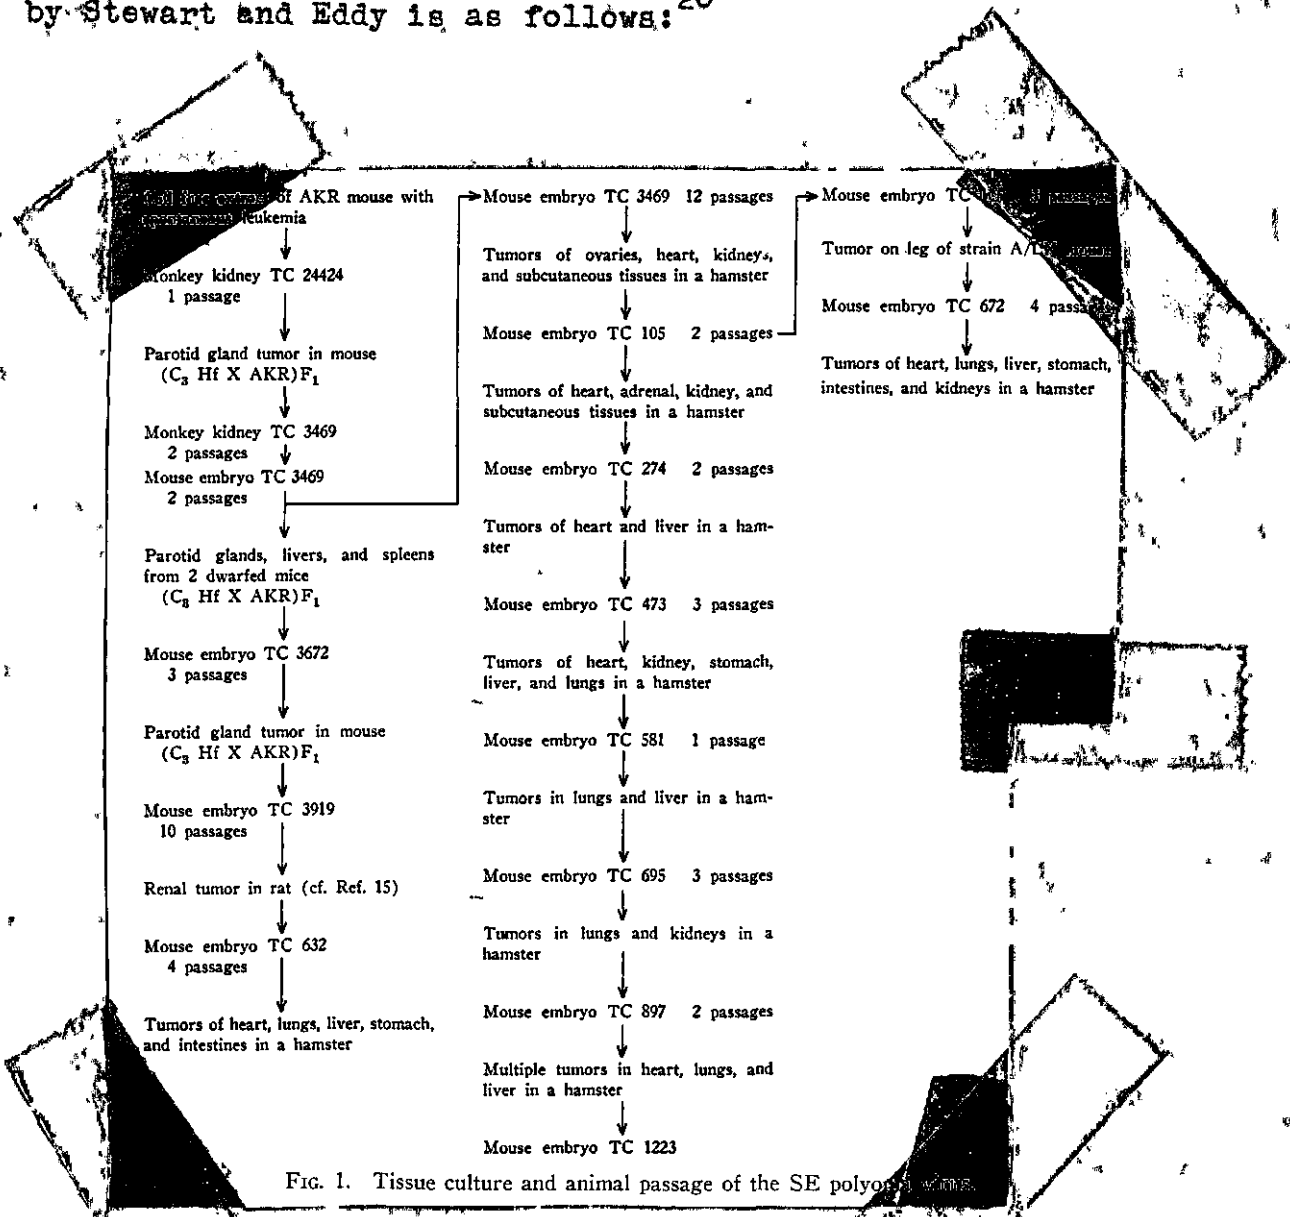 by Stewart and Eddy is as follows:20
of AKR mouse with
leukemia
Monkey kidney TC 24424
1 passage
Parotid gland tumor in mouse
(C3 Hf X AKR)F1
Monkey kidney TC 3469
2 passages
Mouse embryo TC 3469
2 passages
Parotid glands, livers, and spleens
from 2 dwarfed mice
(C3 Hf X AKR)F1
Mouse embryo TC 3672
3 passages
Parotid gland tumor in mouse
(C3 Hf X AKR)F1
Mouse embryo TC 3919
10 passages
Renal tumor in rat (cf. Ref. 15)
Mouse embryo TC 632
4 passages
Tumors of heart, lungs, liver, stomach,
and intestines in a hamster
Mouse embryo TC 3469 12 passages
Tumors of ovaries, heart, kidneys,
and subcutaneous tissues in a hamster
Mouse embryo TC 105 2 passages
Tumors of heart, adrenal, kidney, and
subcutaneous tissues in a hamster
Mouse embryo TC 274 2 passages
Tumors of heart and liver in a ham-
ster
Mouse embryo TC 473 3 passages
Tumors of heart, kidney, stomach,
liver, and lungs in a hamster
Mouse embryo TC 581 1 passage
Tumors in lungs and liver in a ham-
ster
Mouse embryo TC 695 3 passages
Tumors in lungs and kidneys in a
hamster
Mouse embryo TC 897 2 passages
Multiple tumors in heart, lungs, and
liver in a hamster
Mouse embryo TC 1223
Mouse embryo TC passages
Tumor on leg of strain A/L mouse
Mouse embryo TC 672 4 passages
Tumors of heart, lungs, liver, stomach,
intestines, and kidneys in a hamster
FIG. 1. Tissue culture and animal passage of the SE polyoma virus.